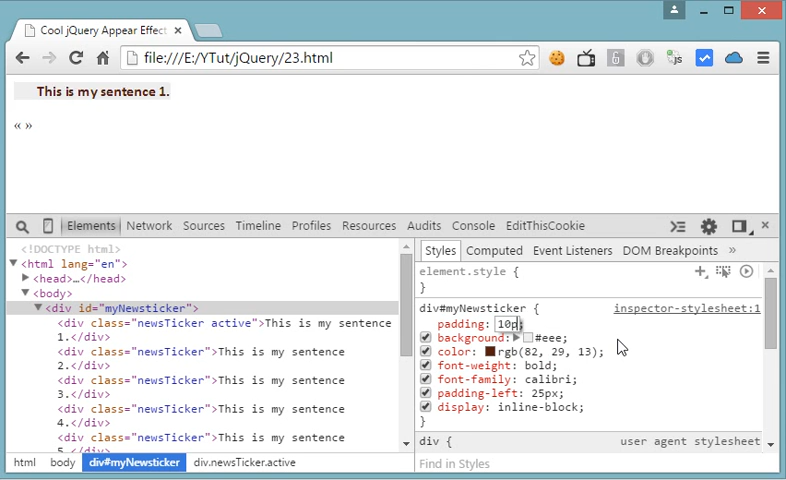 Cool jQuery Appear Effect
file:///E:/YTut/jQuery/23.html
js
This is my sentence 1.
« »
Elements Network Sources Timeline Profiles Resources Audits Console EditThisCookie
<!DOCTYPE html>
<html lang="en">
<head>…</head>
<body>
<div id="myNewsticker">
<div class="newsTicker active">This is my sentence
1.</div>
<div class="newsTicker">This is my sentence
2.</div>
<div class="newsTicker">This is my sentence
3.</div>
<div class="newsTicker">This is my sentence
4.</div>
<div class="newsTicker">This is my sentence
5.</div>
html body div#myNewsticker div.newsTicker.active
Styles Computed Event Listeners DOM Breakpoints »
element.style {
}
div#myNewsticker { inspector-stylesheet:1
padding: 10p;
background: #eee;
color: rgb(82, 29, 13);
font-weight: bold;
font-family: calibri;
padding-left: 25px;
display: inline-block;
}
div { user agent stylesheet
Find in Styles